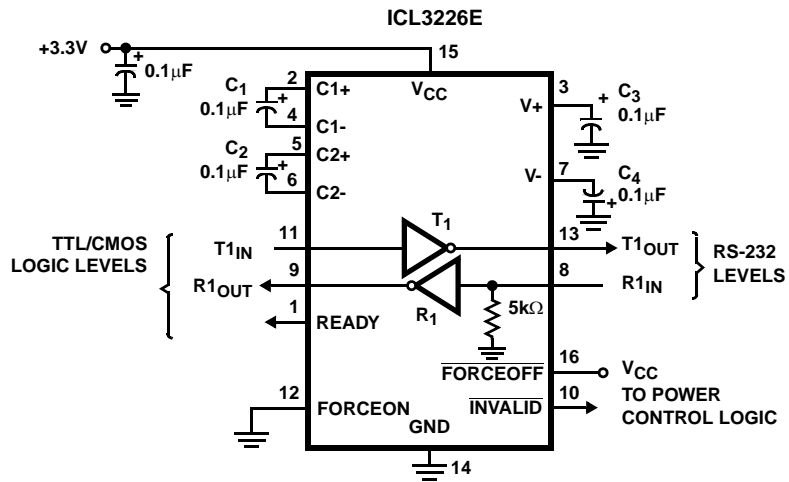 ICL3226E
+3.3V
+
0.1μF
15
VCC
C1
0.1μF
+
2
C1+
4
C1-
C2
0.1μF
+
5
C2+
6
C2-
3
V+
+
C3
0.1μF
7
V-
+
C4
0.1μF
TTL/CMOS
LOGIC LEVELS
T1IN
11
T1
13
T1OUT
R1OUT
9
R1
8
R1IN
RS-232
LEVELS
5kΩ
1
READY
FORCEOFF
16
VCC
12
FORCEON
INVALID
10
TO POWER
CONTROL LOGIC
GND
14